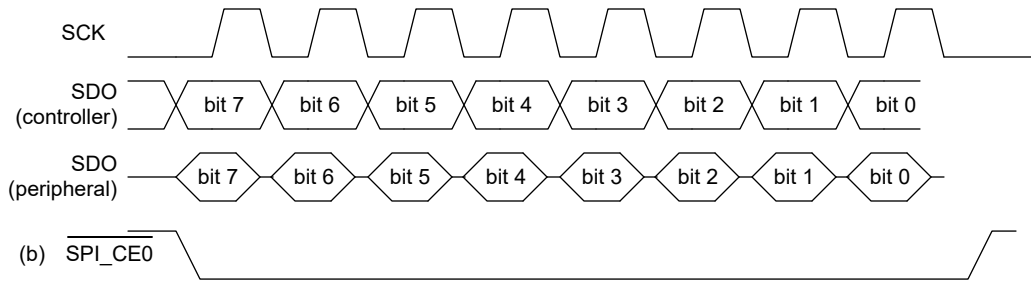 SCK
SDO
(controller)
bit 7 bit 6 bit 5 bit 4 bit 3 bit 2 bit 1 bit 0
SDO
(peripheral)
bit 7 bit 6 bit 5 bit 4 bit 3 bit 2 bit 1 bit 0
(b) SPI_CE0